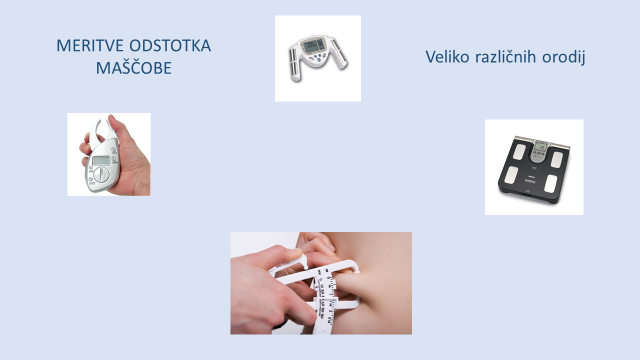 MERITVE ODSTOTKA
MAŠČOBE
Veliko različnih orodij